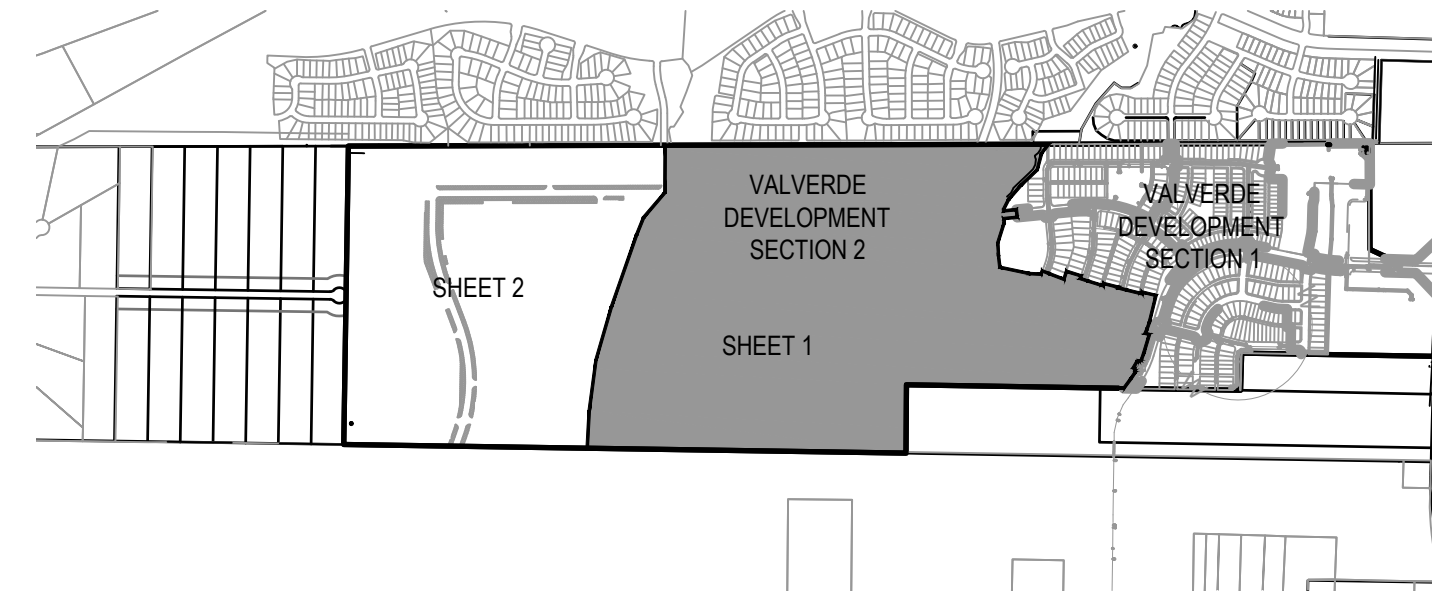 VALVERDE
DEVELOPMENT
SECTION 2
VALVERDE
DEVELOPMENT
SECTION 1
SHEET 2
SHEET 1